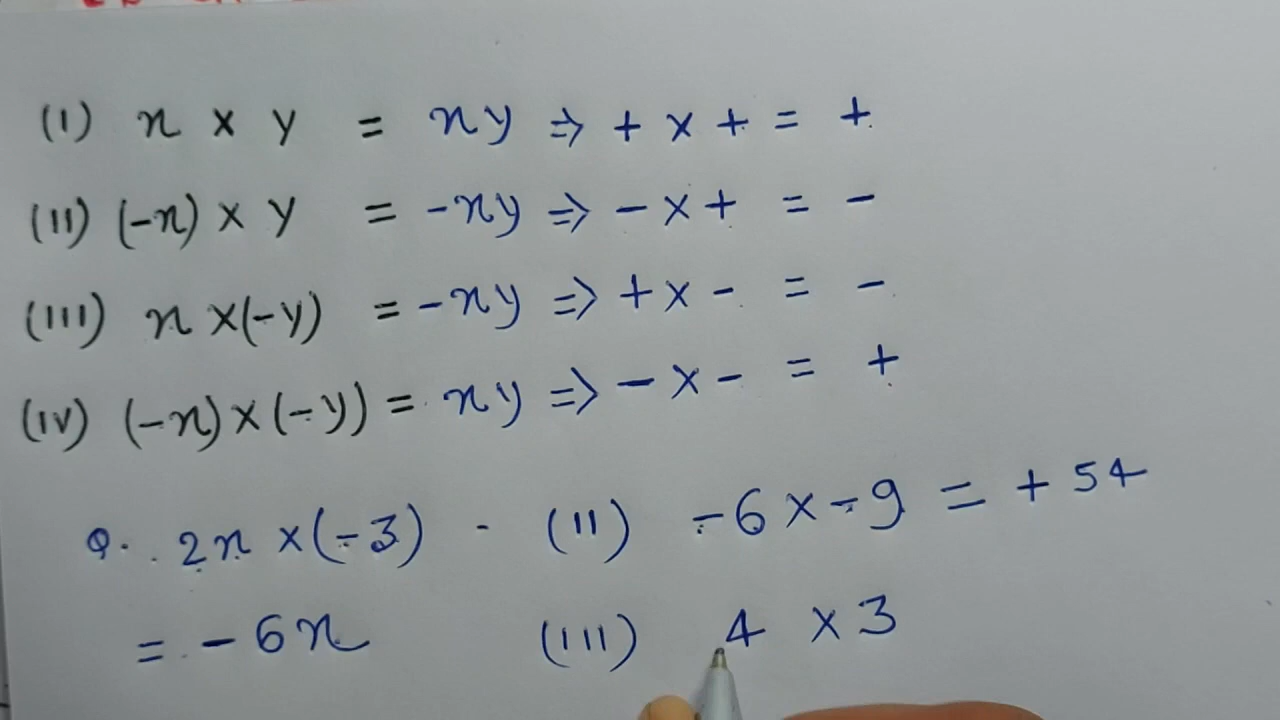 (I) x × y = xy ⇒ + × + = +
(II) (-x) × y = -xy ⇒ - × + = -
(III) x × (-y) = -xy ⇒ + × - = -
(IV) (-x) × (-y) = xy ⇒ - × - = +
Q. 2x × (-3) (II) -6 × -9 = +54
= -6x (III) 4 × 3